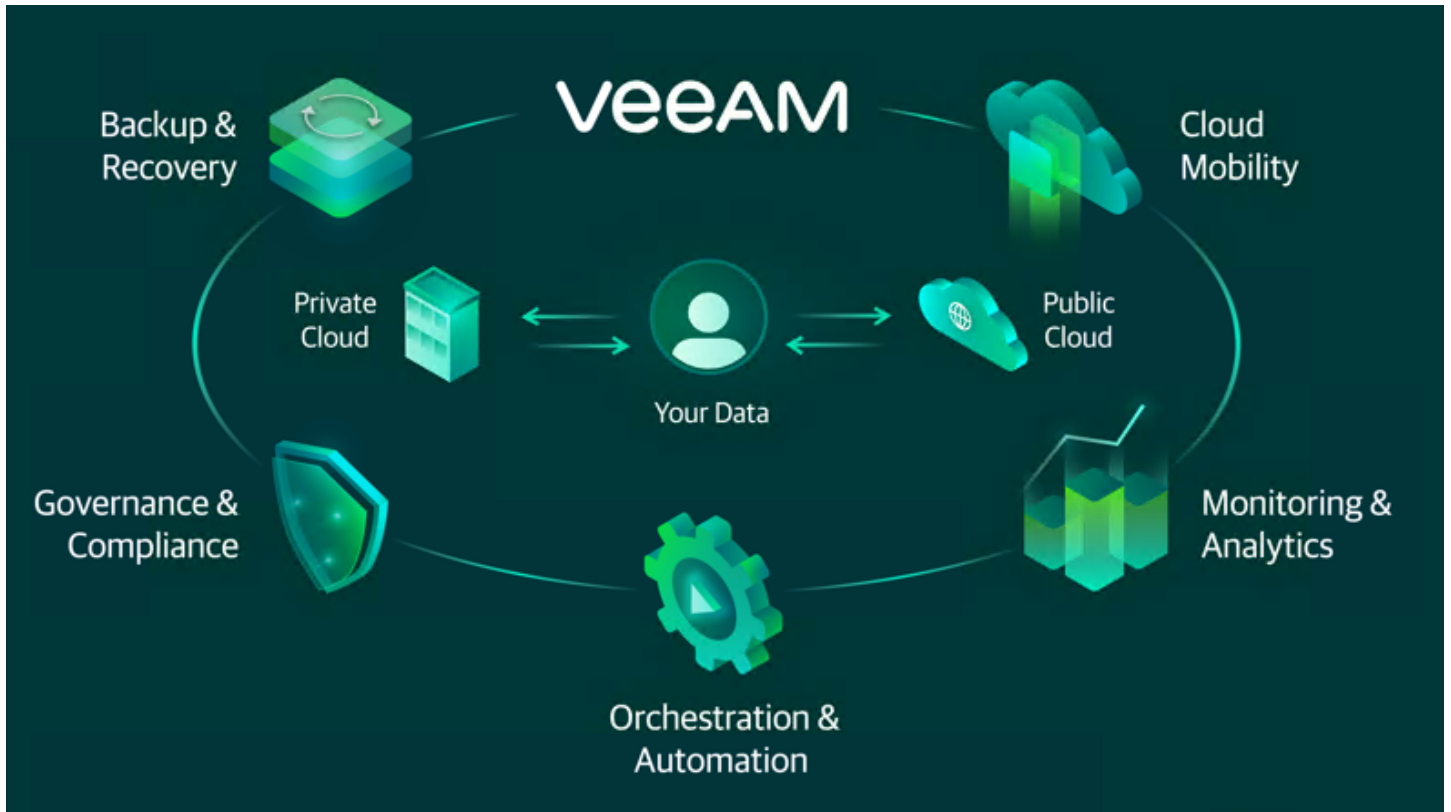 veeAM
Backup &
Recovery
Cloud
Mobility
Private
Cloud
Your Data
Public
Cloud
Governance &
Compliance
Monitoring &
Analytics
Orchestration &
Automation